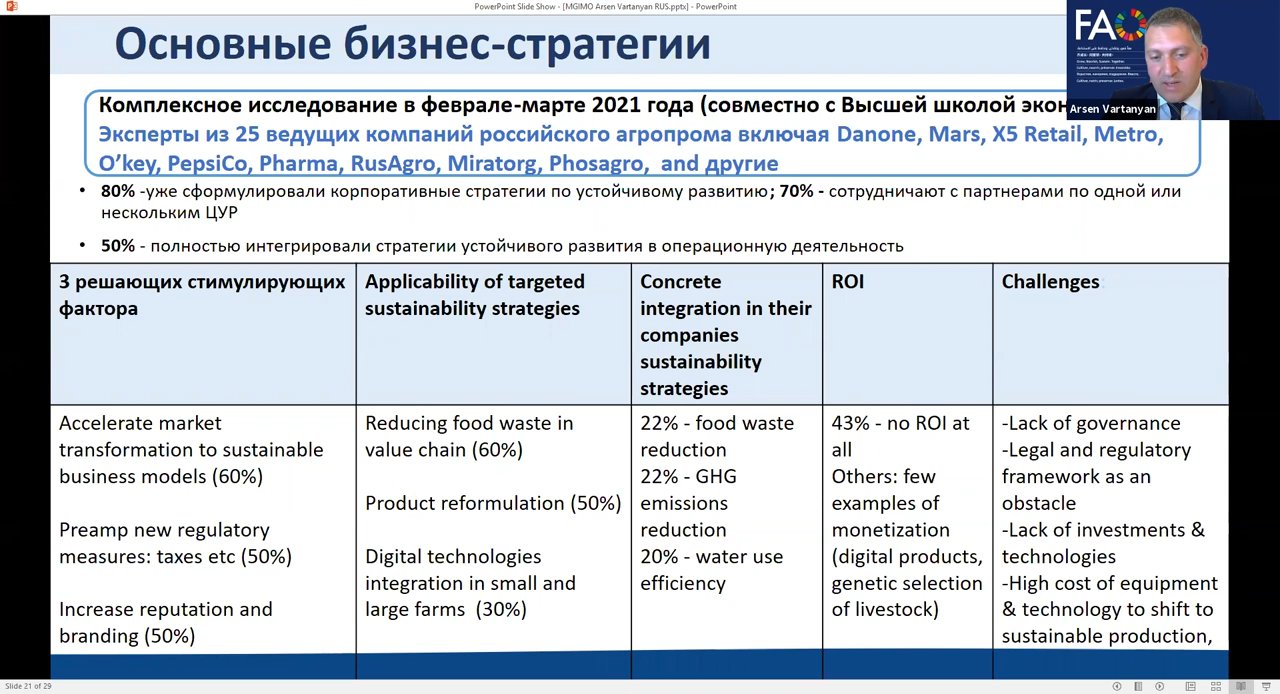 PowerPoint Slide Show - [MGIMO Arsen Vartanyan RUS.pptx] - PowerPoint
Основные бизнес-стратегии
FAO
Arsen Vartanyan
Комплексное исследование в феврале-марте 2021 года (совместно с Высшей школой
Эксперты из 25 ведущих компаний российского агропрома включая Danone, Mars, X5 Retail, Metro,
O’key, PepsiCo, Pharma, RusAgro, Miratorg, Phosagro, and другие
• 80% -уже сформулировали корпоративные стратегии по устойчивому развитию; 70% - сотрудничают с партнерами по одной или
нескольким ЦУР
• 50% - полностью интегрировали стратегии устойчивого развития в операционную деятельность
3 решающих стимулирующих
фактора
Applicability of targeted
sustainability strategies
Concrete
integration in their
companies
sustainability
strategies
ROI
Challenges
Accelerate market
transformation to sustainable
business models (60%)
Preamp new regulatory
measures: taxes etc (50%)
Increase reputation and
branding (50%)
Reducing food waste in
value chain (60%)
Product reformulation (50%)
Digital technologies
integration in small and
large farms (30%)
22% - food waste
reduction
22% - GHG
emissions
reduction
20% - water use
efficiency
43% - no ROI at
all
Others: few
examples of
monetization
(digital products,
genetic selection
of livestock)
-Lack of governance
-Legal and regulatory
framework as an
obstacle
-Lack of investments &
technologies
-High cost of equipment
& technology to shift to
sustainable production,
Slide 21 of 29